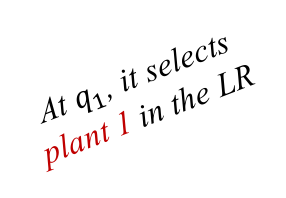 At q₁, it selects
plant 1 in the LR